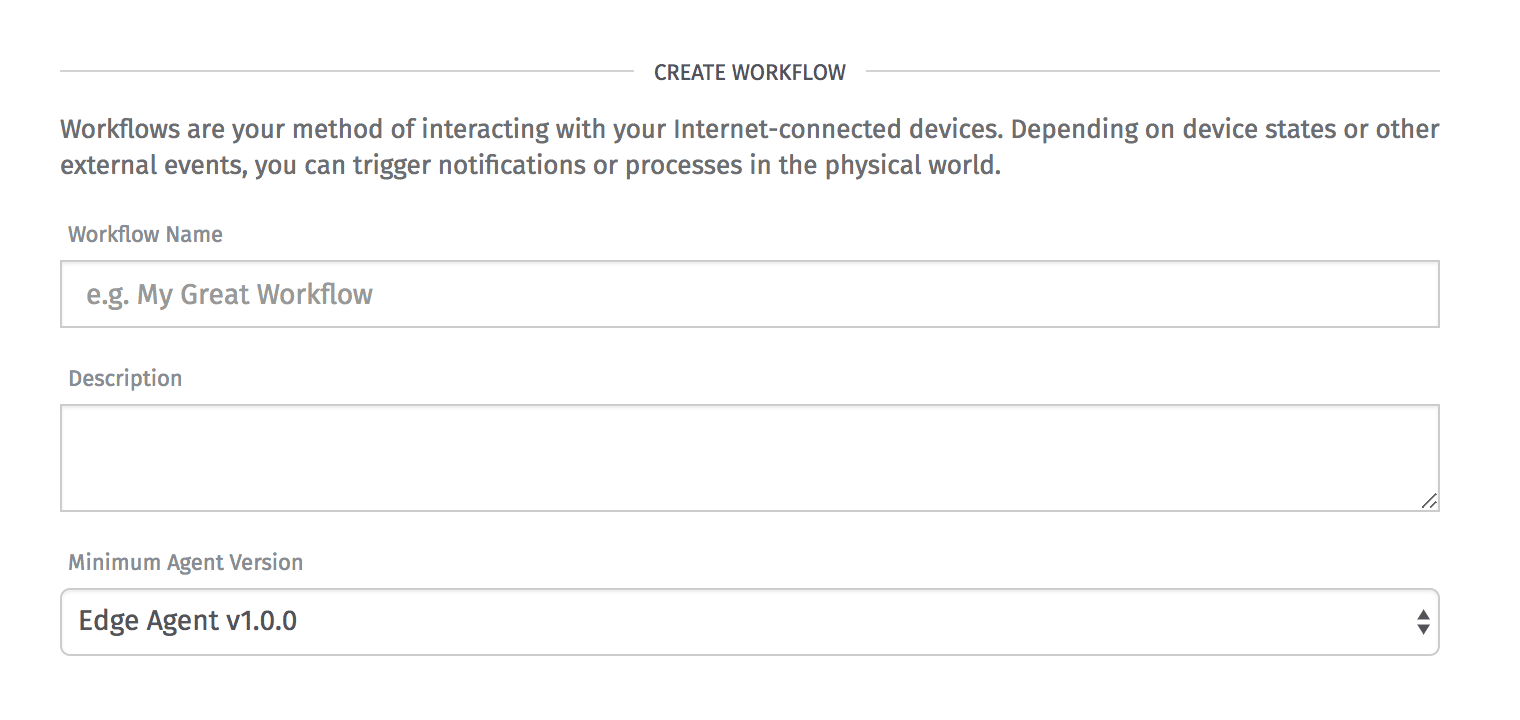 CREATE WORKFLOW
Workflows are your method of interacting with your Internet-connected devices. Depending on device states or other
external events, you can trigger notifications or processes in the physical world.
Workflow Name
e.g. My Great Workflow
Description
Minimum Agent Version
Edge Agent v1.0.0